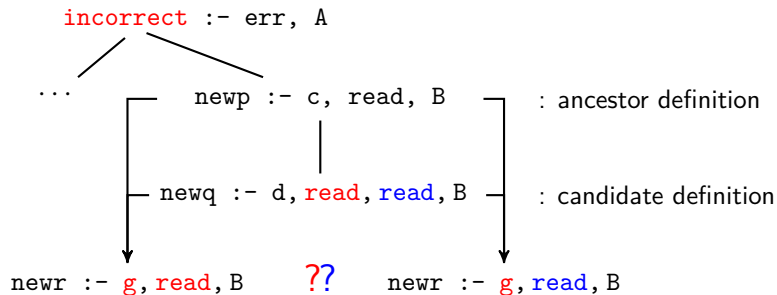 incorrect :- err, A
...
newp :- c, read, B : ancestor definition
newq :- d, read, read, B : candidate definition
newr :- g, read, B ?? newr :- g, read, B